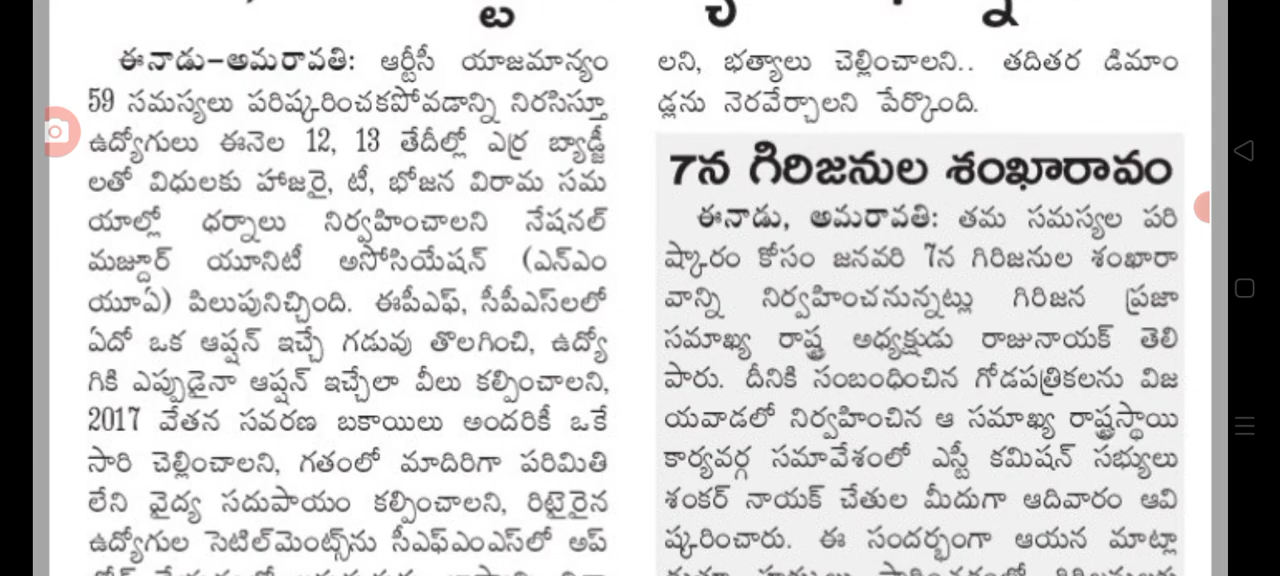 ఈనాడు-అమరావతి: ఆర్టీసీ యాజమాన్యం
59 సమస్యలు పరిష్కరించకపోవడాన్ని నిరసిస్తూ
ఉద్యోగులు ఈనెల 12, 13 తేదీల్లో ఎర్ర బ్యాడ్జీ
లతో విధులకు హాజరై, టీ, భోజన విరామ సమ
యాల్లో ధర్నాలు నిర్వహించాలని నేషనల్
మజ్దూర్ యూనిటీ అసోసియేషన్ (ఎన్ఎం
యూఏ) పిలుపునిచ్చింది. ఈపీఎఫ్, సీపీఎస్‌లలో
ఏదో ఒక ఆప్షన్ ఇచ్చే గడువు తొలగించి, ఉద్యో
గికి ఎప్పుడైనా ఆప్షన్ ఇచ్చేలా వీలు కల్పించాలని,
2017 వేతన సవరణ బకాయిలు అందరికీ ఒకే
సారి చెల్లించాలని, గతంలో మాదిరిగా పరిమితి
లేని వైద్య సదుపాయం కల్పించాలని, రిటైరైన
ఉద్యోగుల సెటిల్‌మెంట్స్‌ను సీఎఫ్ఎంఎస్‌లో అప్
లని, భత్యాలు చెల్లించాలని.. తదితర డిమాం
డ్లను నెరవేర్చాలని పేర్కొంది.
7న గిరిజనుల శంఖారావం
ఈనాడు, అమరావతి: తమ సమస్యల పరి
ష్కారం కోసం జనవరి 7న గిరిజనుల శంఖారా
వాన్ని నిర్వహించనున్నట్లు గిరిజన ప్రజా
సమాఖ్య రాష్ట్ర అధ్యక్షుడు రాజునాయక్ తెలి
పారు. దీనికి సంబంధించిన గోడపత్రికలను విజ
యవాడలో నిర్వహించిన ఆ సమాఖ్య రాష్ట్రస్థాయి
కార్యవర్గ సమావేశంలో ఎస్టీ కమిషన్ సభ్యులు
శంకర్ నాయక్ చేతుల మీదుగా ఆదివారం ఆవి
ష్కరించారు. ఈ సందర్భంగా ఆయన మాట్లా